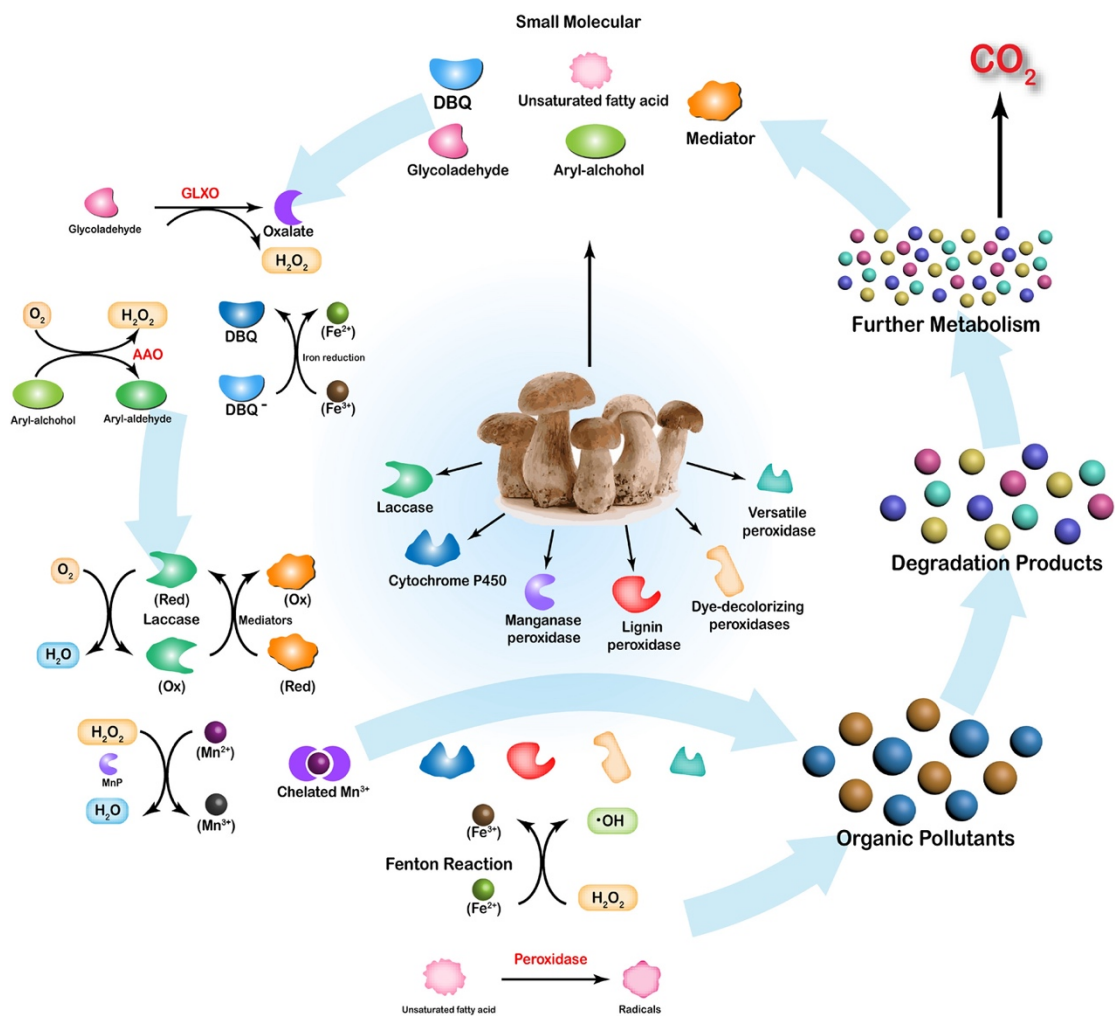 Small Molecular
CO2
DBQ
Unsaturated fatty acid
Mediator
Glycoladehyde
Aryl-alchohol
GLXO
Glycoladehyde
Oxalate
H2O2
Further Metabolism
O2
H2O2
AAO
Aryl-alchohol
Aryl-aldehyde
DBQ
(Fe2+)
Iron reduction
DBQ -
(Fe3+)
Laccase
Cytochrome P450
Manganase
peroxidase
Lignin
peroxidase
Dye-decolorizing
peroxidases
Versatile
peroxidase
Degradation Products
O2
(Red)
Laccase
(Ox)
Mediators
H2O
(Ox)
(Red)
H2O2
(Mn2+)
MnP
H2O
(Mn3+)
Chelated Mn3+
Organic Pollutants
(Fe3+)
•OH
Fenton Reaction
(Fe2+)
H2O2
Peroxidase
Unsaturated fatty acid
Radicals